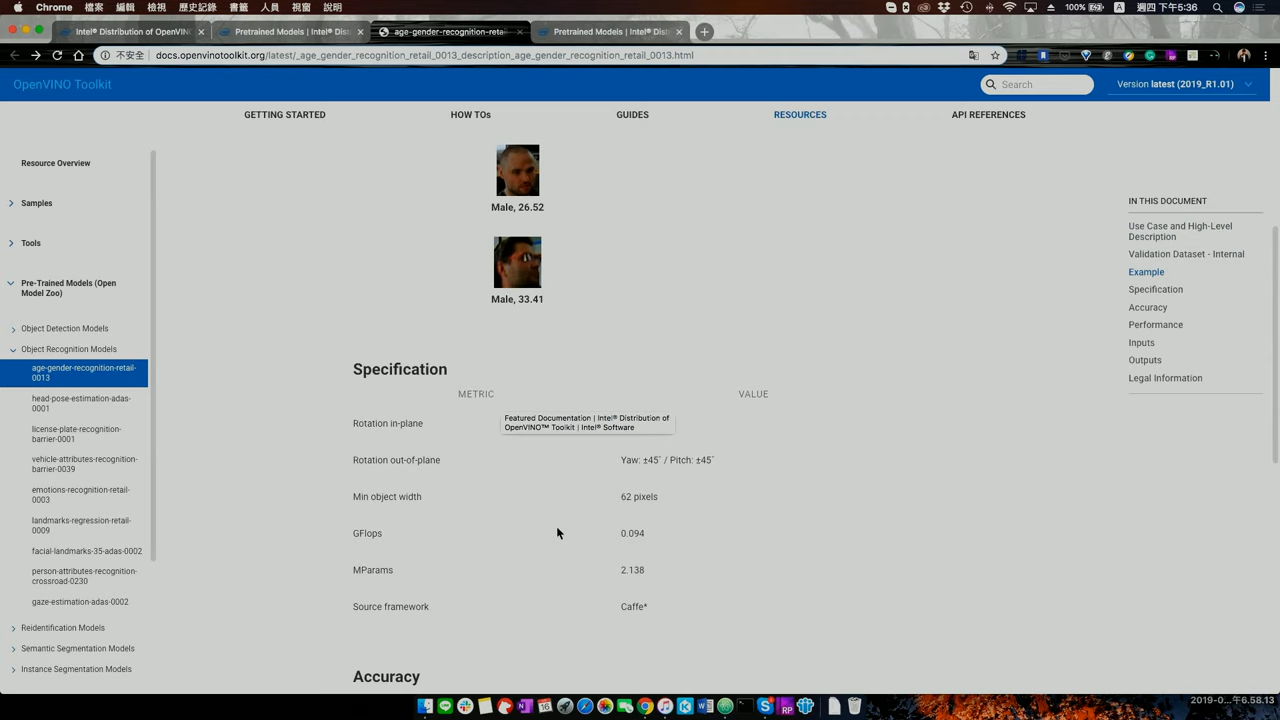 Chrome 檔案 編輯 檢視 歷史記錄 書籤 人員 視窗 說明
100% 週日 下午5:36
Intel® Distribution of OpenVINO
Pretrained Models | Intel® Dist
age-gender-recognition-retail
Pretrained Models | Intel® Dist
不安全 docs.openvinotoolkit.org/latest/_age_gender_recognition_retail_0013_description_age_gender_recognition_retail_0013.html
OpenVINO Toolkit
Search
Version latest (2019_R1.01)
GETTING STARTED
HOW TOs
GUIDES
RESOURCES
API REFERENCES
Resource Overview
Samples
Tools
Pre-Trained Models (Open
Model Zoo)
Object Detection Models
Object Recognition Models
age-gender-recognition-retail-
0013
head-pose-estimation-adas-
0001
license-plate-recognition-
barrier-0001
vehicle-attributes-recognition-
barrier-0039
emotions-recognition-retail-
0003
landmarks-regression-retail-
0009
facial-landmarks-35-adas-0002
person-attributes-recognition-
crossroad-0230
gaze-estimation-adas-0002
Reidentification Models
Semantic Segmentation Models
Instance Segmentation Models
Male, 26.52
Male, 33.41
Specification
METRIC VALUE
Rotation in-plane
Featured Documentation | Intel® Distribution of
OpenVINO™ Toolkit | Intel® Software
Rotation out-of-plane Yaw: ±45˚ / Pitch: ±45˚
Min object width 62 pixels
GFlops 0.094
MParams 2.138
Source framework Caffe*
Accuracy
IN THIS DOCUMENT
Use Case and High-Level
Description
Validation Dataset - Internal
Example
Specification
Accuracy
Performance
Inputs
Outputs
Legal Information
2019-0...午6.58.13